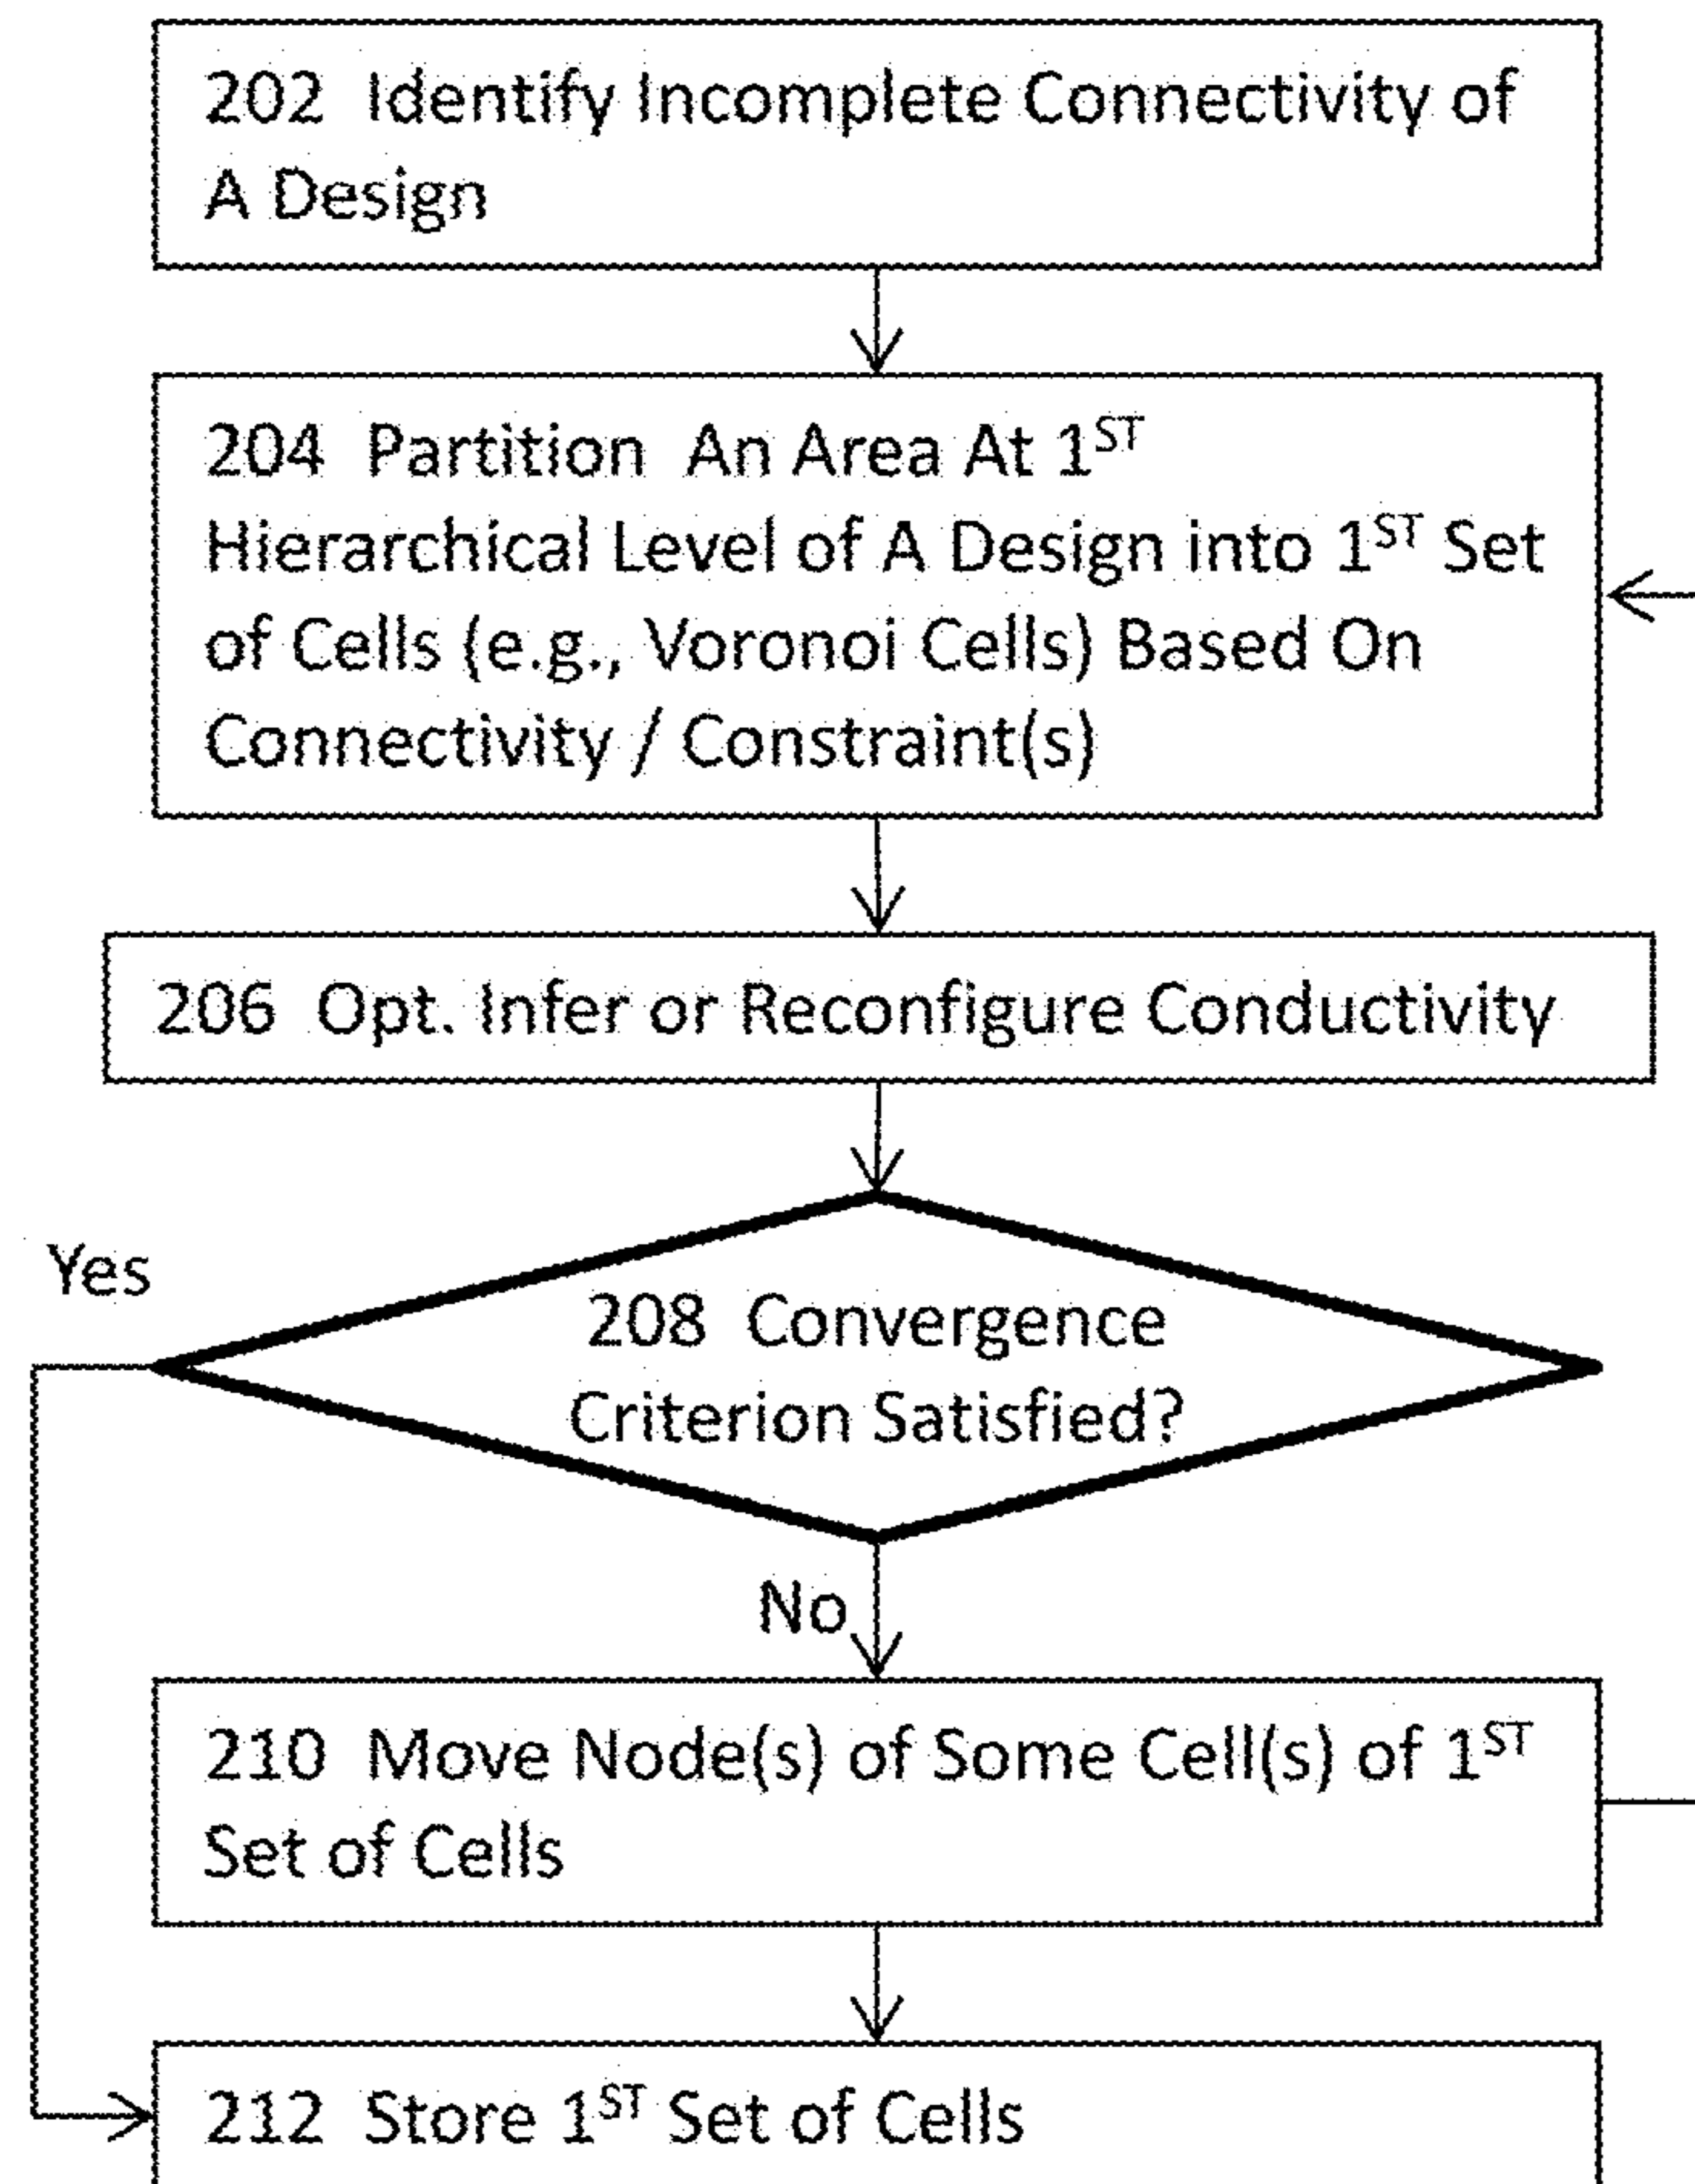 202 Identify Incomplete Connectivity of
A Design
204 Partition An Area At 1ST
Hierarchical Level of A Design into 1ST Set
of Cells (e.g., Voronoi Cells) Based On
Connectivity / Constraint(s)
206 Opt. Infer or Reconfigure Conductivity
Yes
208 Convergence
Criterion Satisfied?
No
210 Move Node(s) of Some Cell(s) of 1ST
Set of Cells
212 Store 1ST Set of Cells